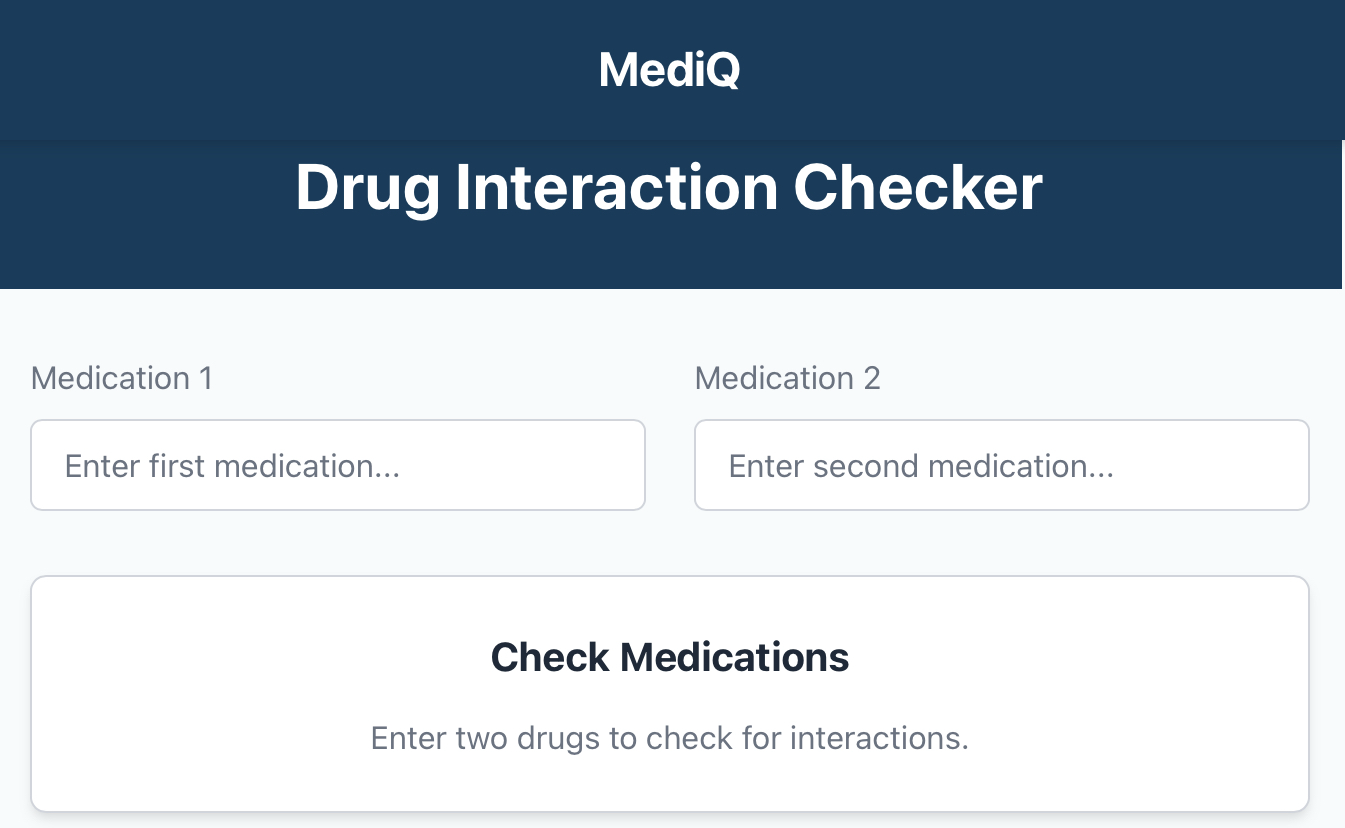 MediQ
Drug Interaction Checker
Medication 1
Medication 2
Enter first medication...
Enter second medication...
Check Medications
Enter two drugs to check for interactions.